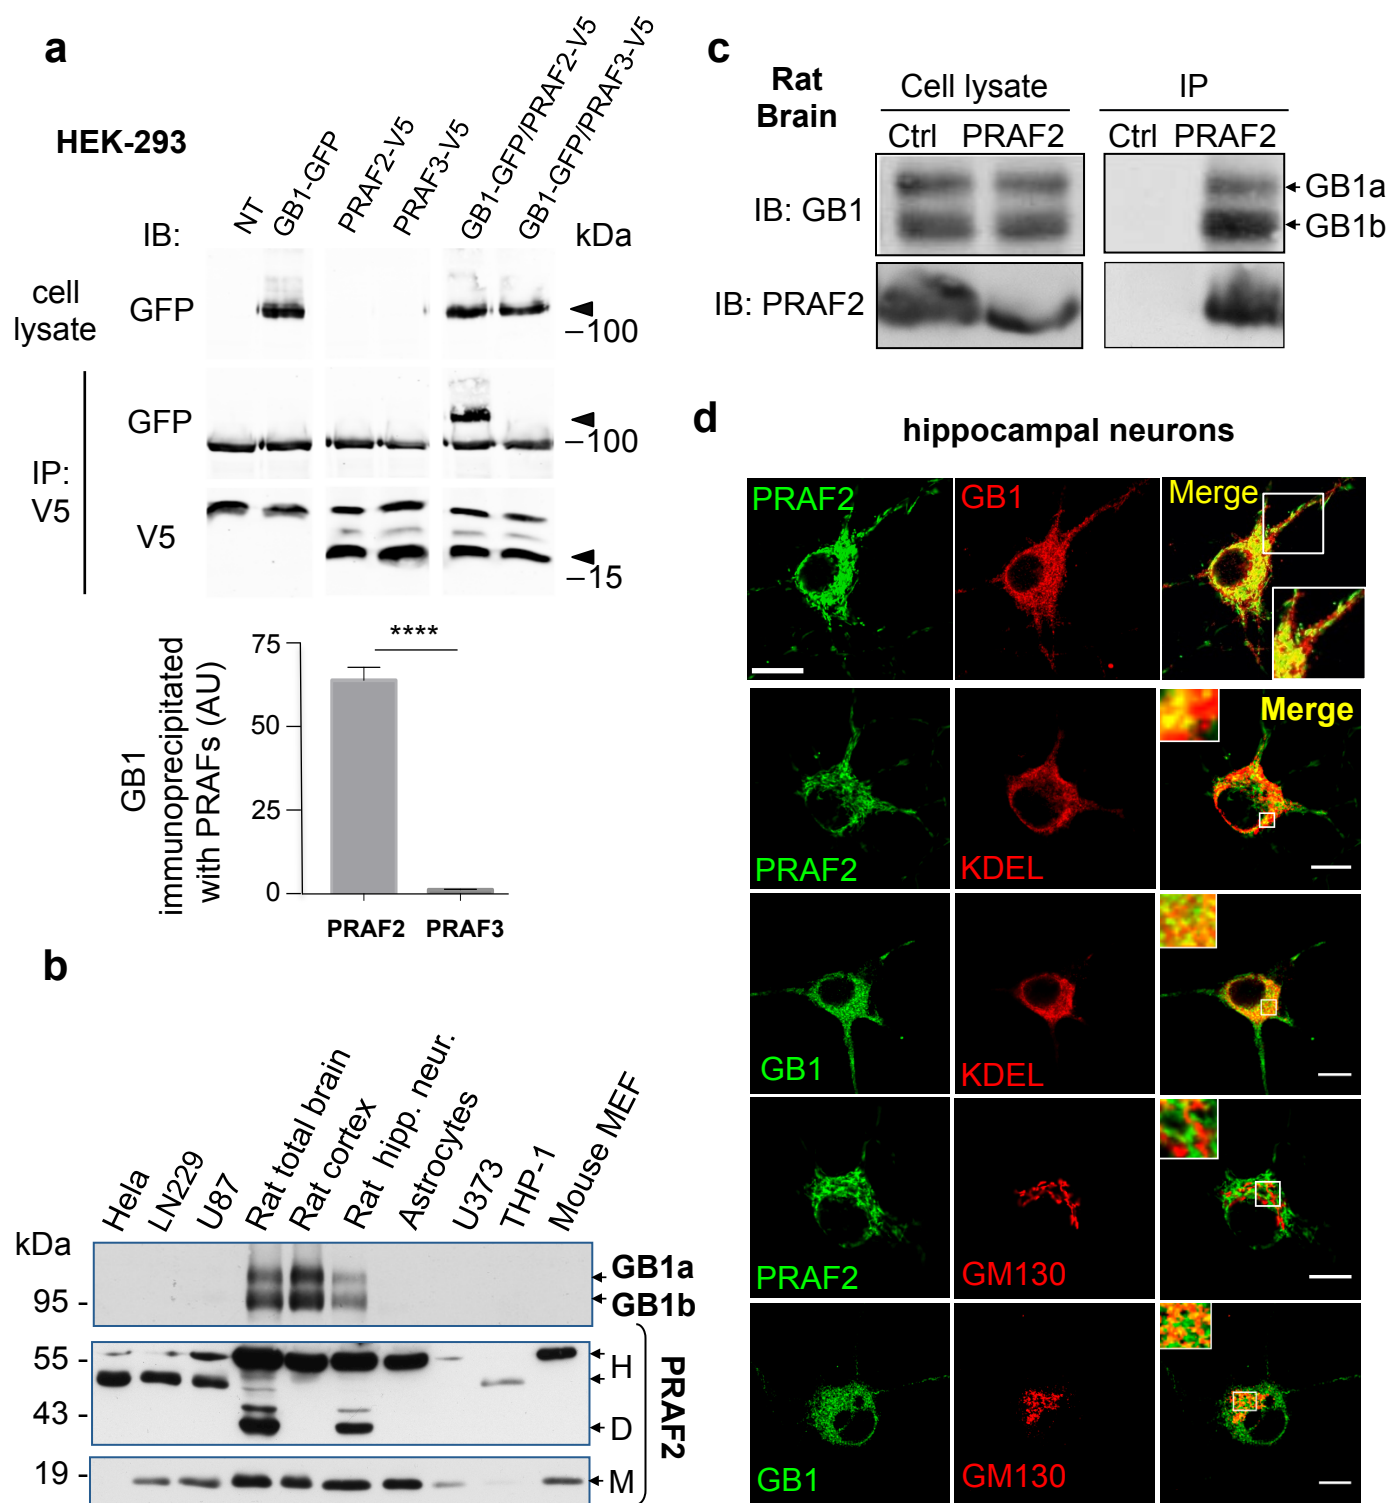 a
HEK-293
IB:
NT
GB1-GFP
PRAF2-V5
PRAF3-V5
GB1-GFP/PRAF2-V5
GB1-GFP/PRAF3-V5
kDa
cell
lysate
GFP
–100
IP:
V5
GFP
–100
V5
–15
GB1
immunoprecipitated
with PRAFs (AU)
75
50
25
0
****
PRAF2 PRAF3
b
Hela
LN229
U87
Rat total brain
Rat cortex
Rat hipp. neur.
Astrocytes
U373
THP-1
Mouse MEF
kDa
95 -
GB1a
GB1b
55 -
H
43 -
D
19 -
M
PRAF2
c
Rat
Brain
Cell lysate IP
Ctrl PRAF2 Ctrl PRAF2
IB: GB1
GB1a
GB1b
IB: PRAF2
d
hippocampal neurons
PRAF2 GB1 Merge
Merge
PRAF2 KDEL
GB1 KDEL
PRAF2 GM130
GB1 GM130